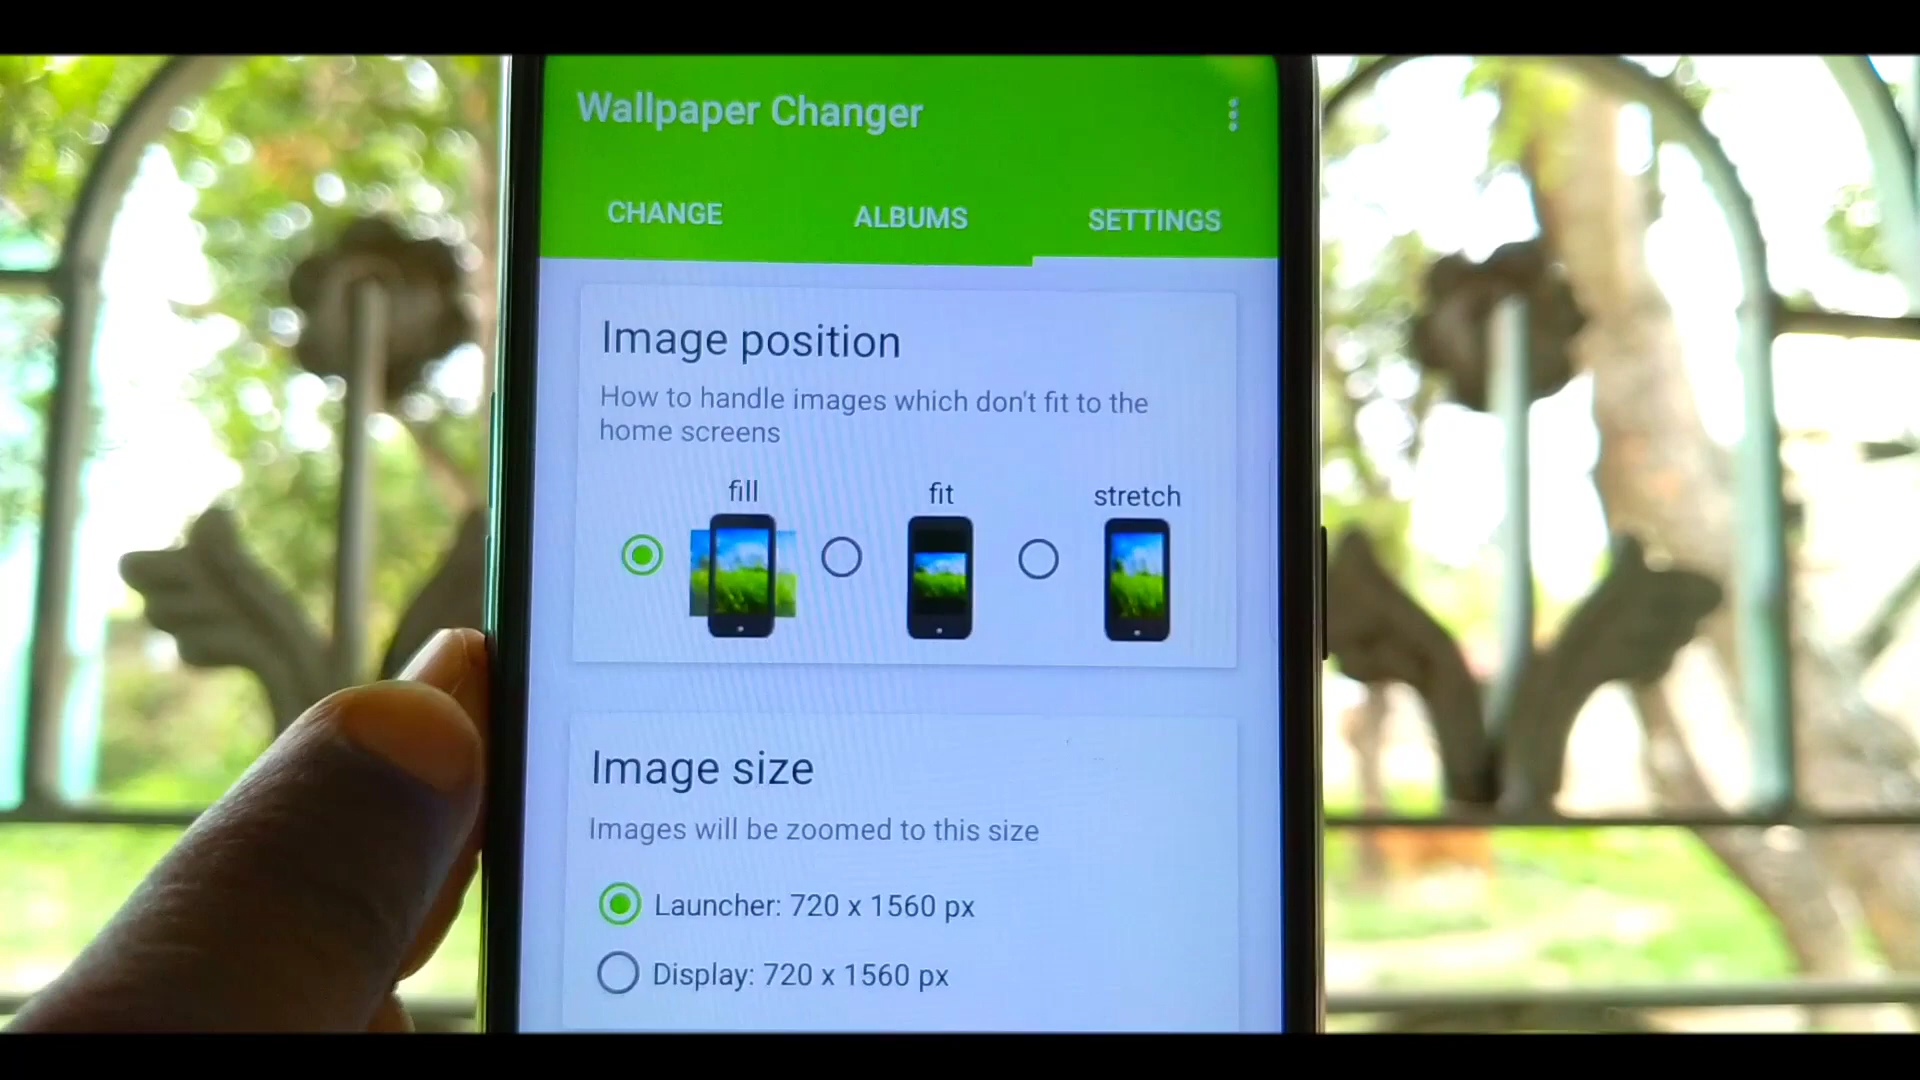 Wallpaper Changer
CHANGE ALBUMS SETTINGS
Image position
How to handle images which don't fit to the
home screens
fill fit stretch
Image size
Images will be zoomed to this size
Launcher: 720 x 1560 px
Display: 720 x 1560 px